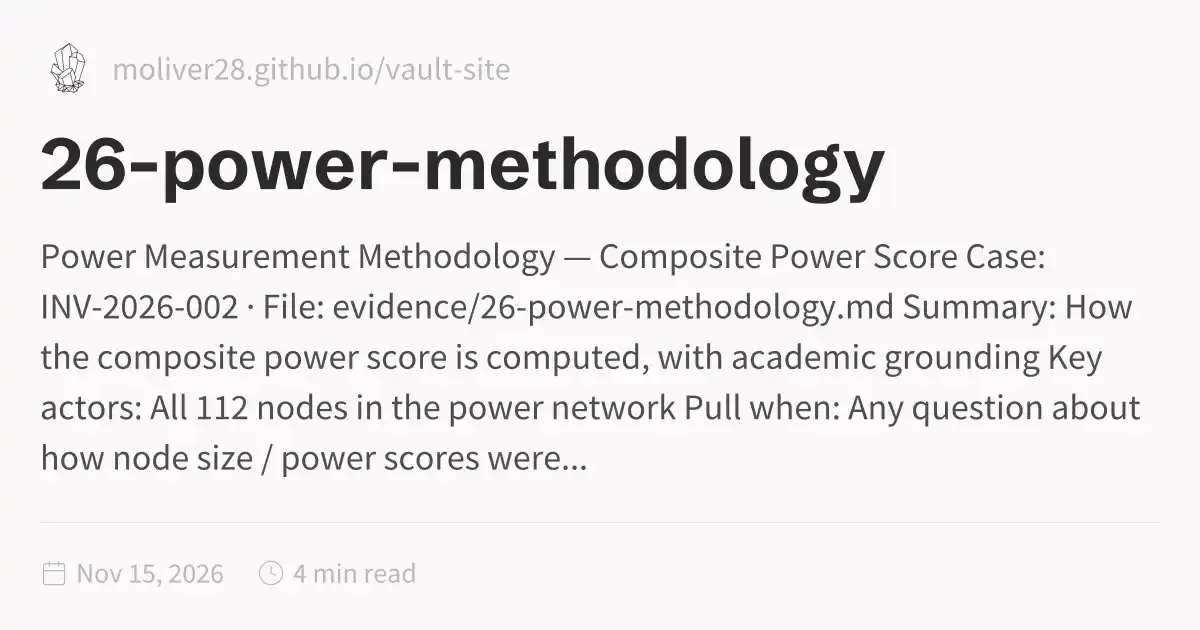 moliver28.github.io/vault-site
26-power-methodology
Power Measurement Methodology — Composite Power Score Case:
INV-2026-002 · File: evidence/26-power-methodology.md Summary: How
the composite power score is computed, with academic grounding Key
actors: All 112 nodes in the power network Pull when: Any question about
how node size / power scores were...
Nov 15, 2026 4 min read